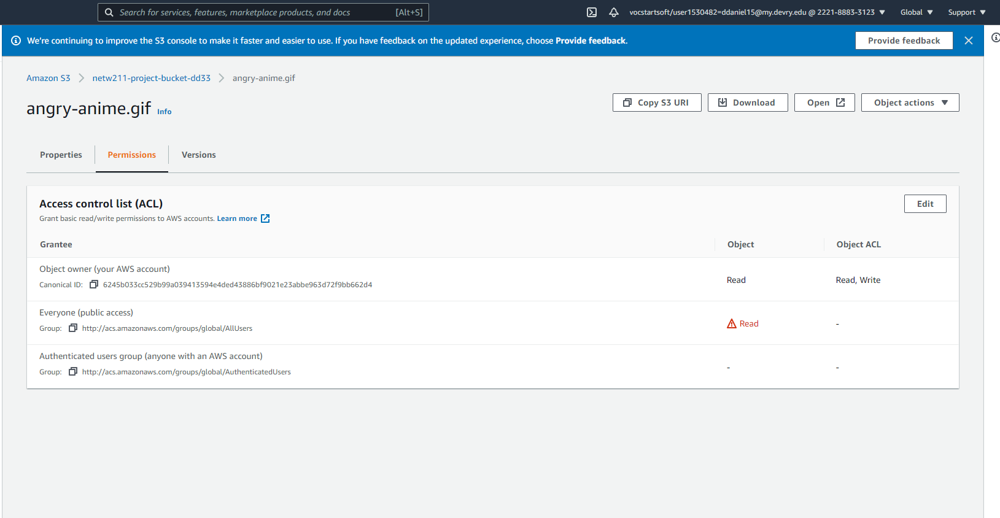 Search for services, features, marketplace products, and docs [Alt+S] vocstartsoft/user1530482=ddaniel15@my.devry.edu @ 2221-8883-3123 Global Support
We're continuing to improve the S3 console to make it faster and easier to use. If you have feedback on the updated experience, choose Provide feedback. Provide feedback
Amazon S3 netw211-project-bucket-dd33 angry-anime.gif
angry-anime.gif Info Copy S3 URI Download Open Object actions
Properties Permissions Versions
Access control list (ACL) Edit
Grant basic read/write permissions to AWS accounts. Learn more
Grantee Object Object ACL
Object owner (your AWS account)
Canonical ID: 6245b033cc529b99a039413594e4ded43886bf9021e23abbe963d72f9bb662d4 Read Read, Write
Everyone (public access)
Group: http://acs.amazonaws.com/groups/global/AllUsers Read -
Authenticated users group (anyone with an AWS account)
Group: http://acs.amazonaws.com/groups/global/AuthenticatedUsers - -